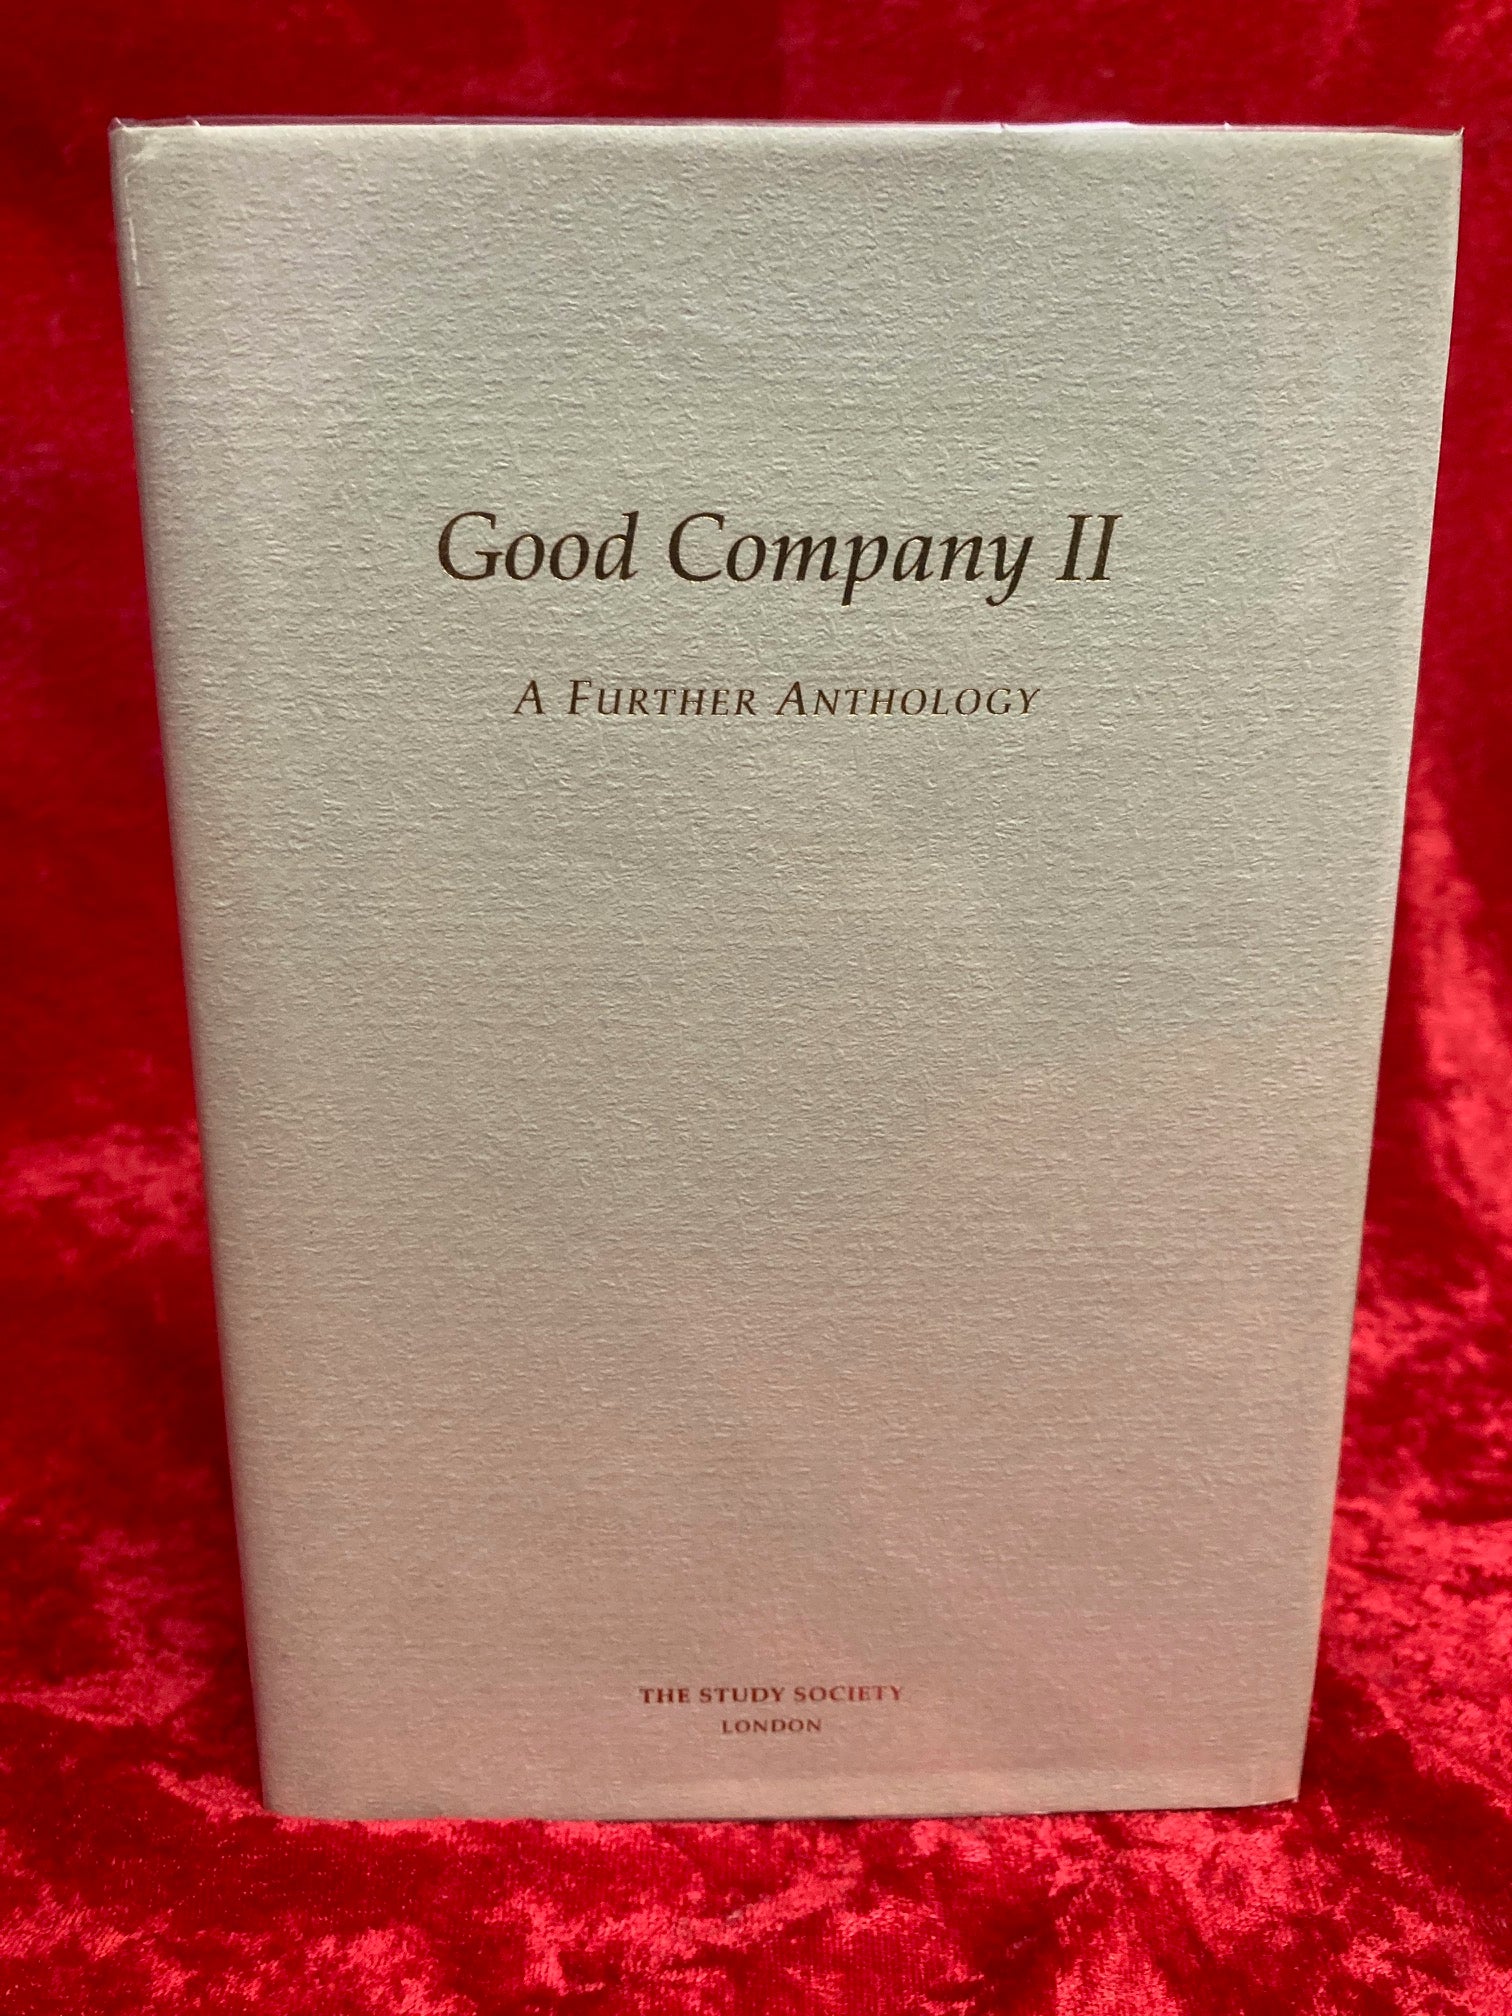 Good Company II
A FURTHER ANTHOLOGY
THE STUDY SOCIETY
LONDON